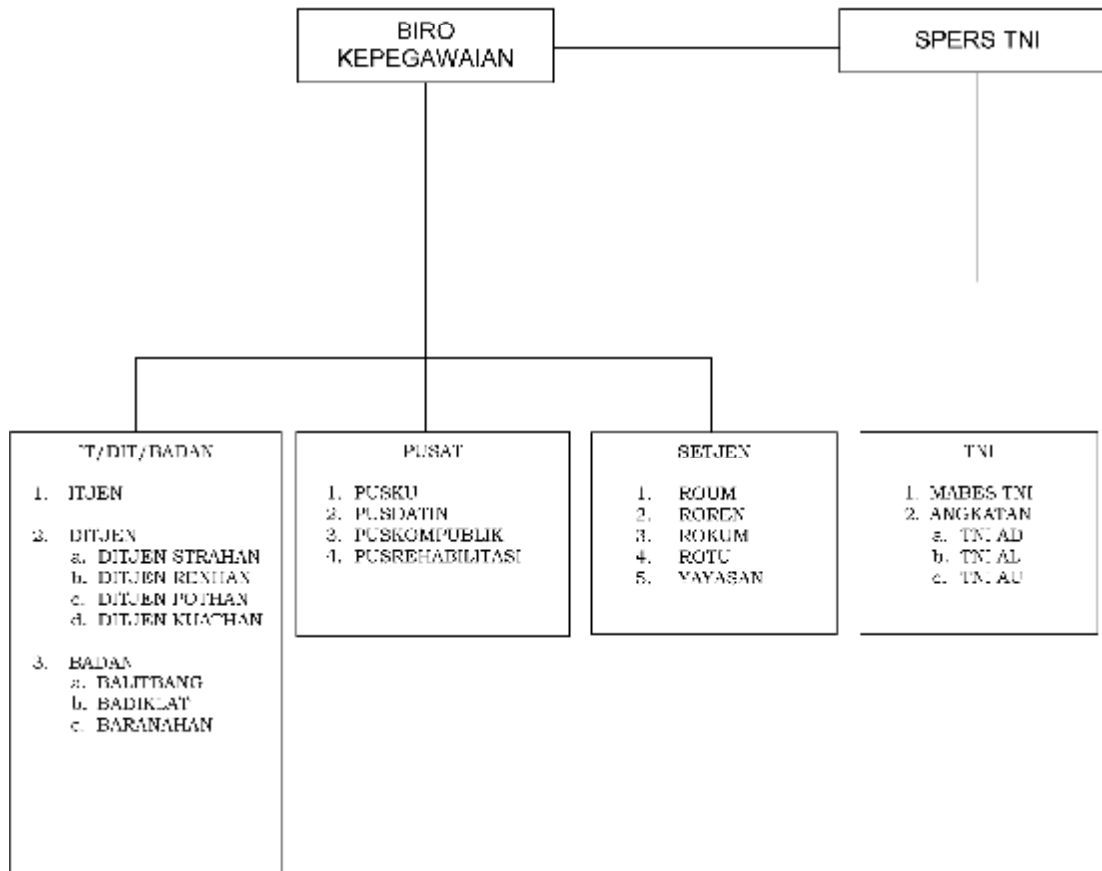 BIRO
KEPEGAWAIAN
SPERS TNI
IT/DIT/BADAN
1. ITJEN
2. DITJEN
a. DITJEN STRAHAN
b. DITJEN RENHAN
c. DITJEN POTHAN
d. DITJEN KUATHAN
3. BADAN
a. BALITBANG
b. BADIKLAT
c. BARANAHAN
PUSAT
1. PUSKU
2. PUSDATIN
3. PUSKOMPUBLIK
4. PUSREHABILITASI
SETJEN
1. ROUM
2. ROREN
3. ROKUM
4. ROTU
5. YAYASAN
TNI
1. MABES TNI
2. ANGKATAN
a. TNI AD
b. TNI AL
c. TNI AU